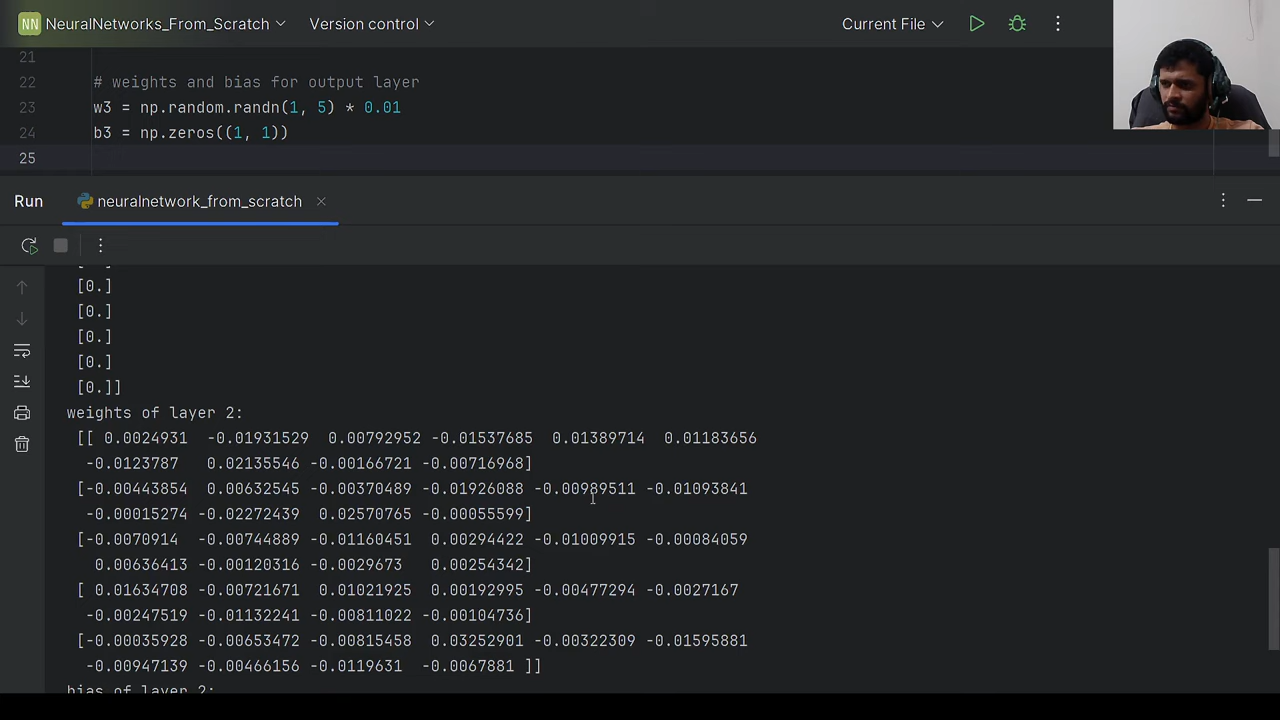 NN NeuralNetworks_From_Scratch Version control Current File
21
22 # weights and bias for output layer
23 w3 = np.random.randn(1, 5) * 0.01
24 b3 = np.zeros((1, 1))
25
Run neuralnetwork_from_scratch
[0.]
[0.]
[0.]
[0.]
[0.]]
weights of layer 2:
[[ 0.0024931 -0.01931529 0.00792952 -0.01537685 0.01389714 0.01183656
-0.0123787 0.02135546 -0.00166721 -0.00716968]
[-0.00443854 0.00632545 -0.00370489 -0.01926088 -0.00989511 -0.01093841
-0.00015274 -0.02272439 0.02570765 -0.00055599]
[-0.0070914 -0.00744889 -0.01160451 0.00294422 -0.01009915 -0.00084059
0.00636413 -0.00120316 -0.0029673 0.00254342]
[ 0.01634708 -0.00721671 0.01021925 0.00192995 -0.00477294 -0.0027167
-0.00247519 -0.01132241 -0.00811022 -0.00104736]
[-0.00035928 -0.00653472 -0.00815458 0.03252901 -0.00322309 -0.01595881
-0.00947139 -0.00466156 -0.0119631 -0.0067881 ]]
bias of layer 2: